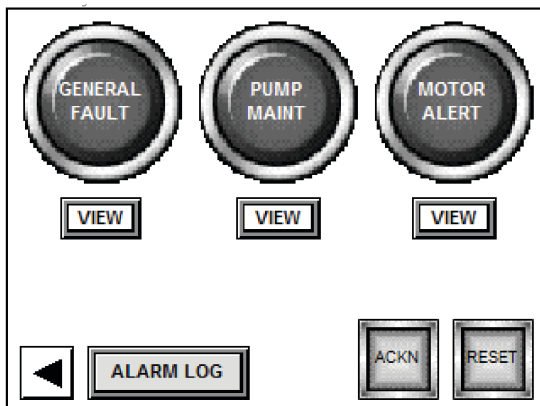 GENERAL
FAULT
PUMP
MAINT
MOTOR
ALERT
VIEW
VIEW
VIEW
ALARM LOG
ACKN
RESET